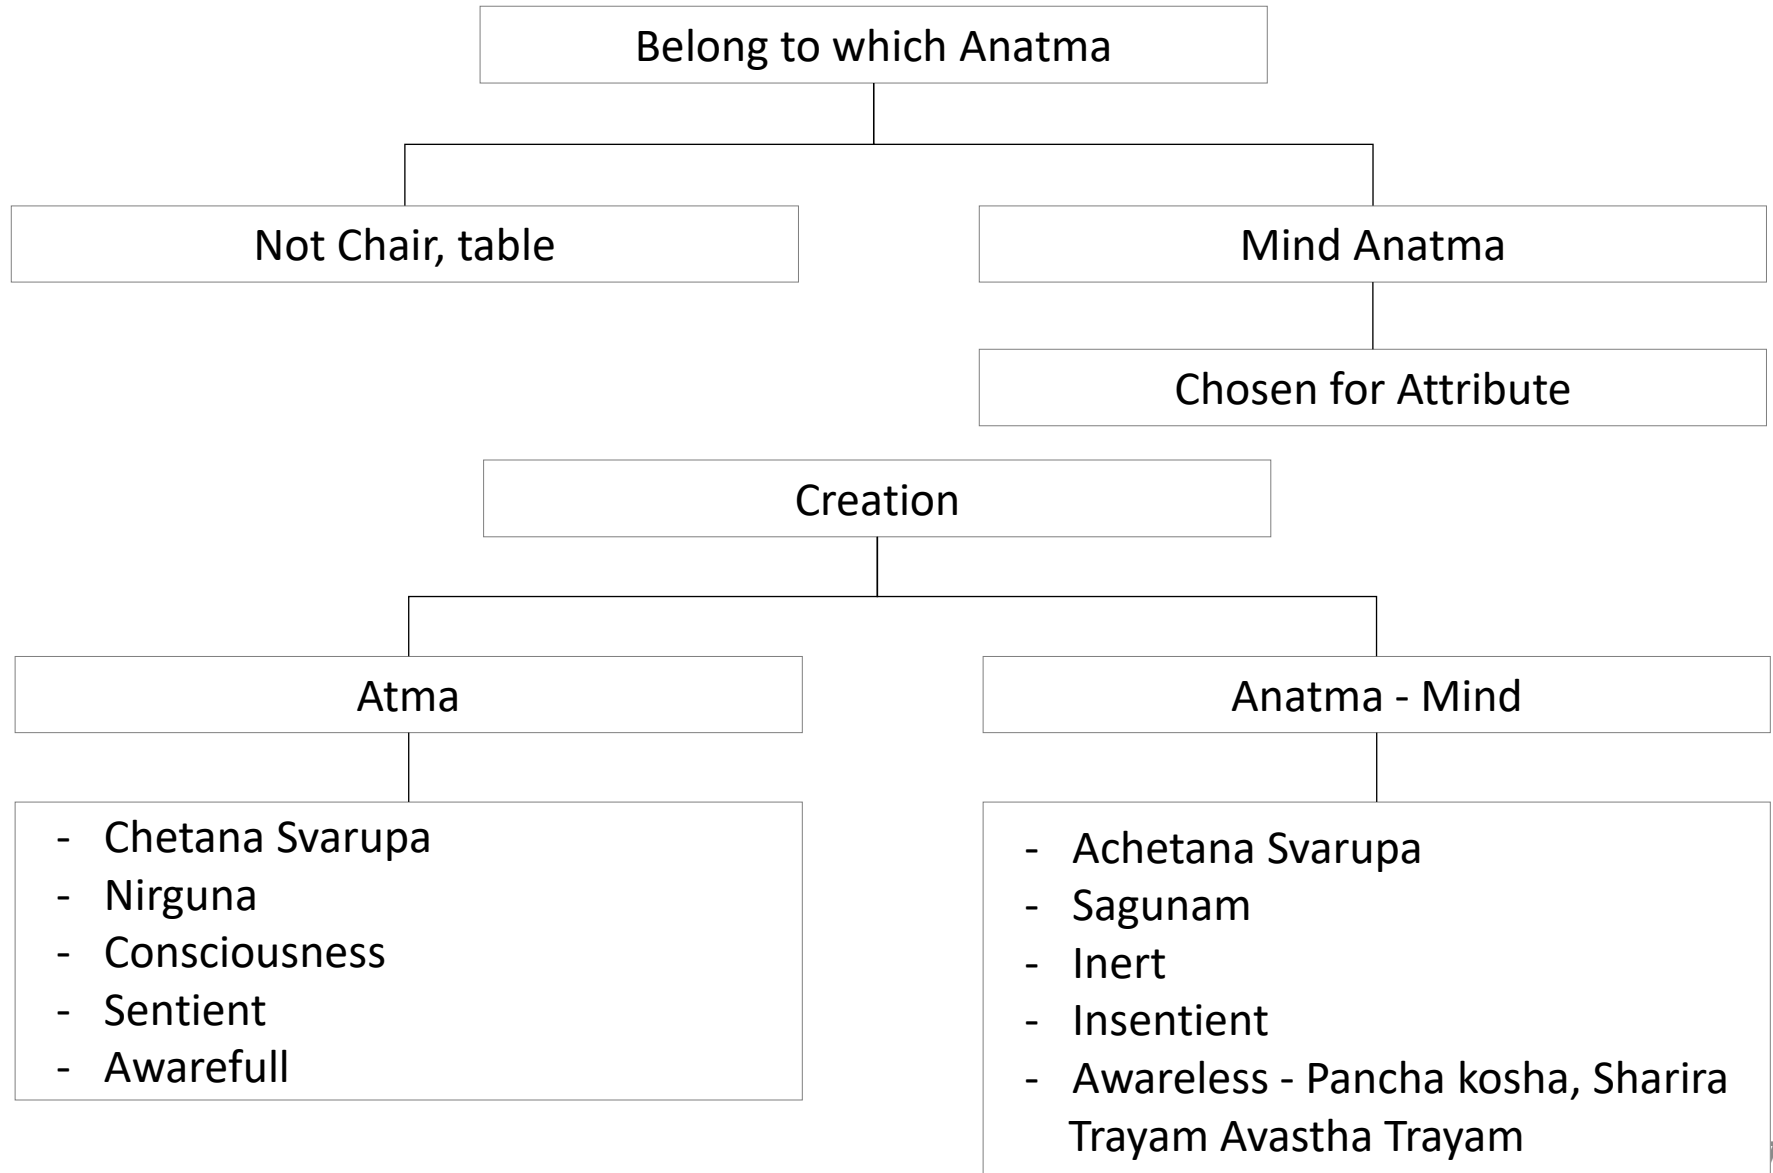 Belong to which Anatma
Not Chair, table
Mind Anatma
Chosen for Attribute
Creation
Atma
Anatma - Mind
- Chetana Svarupa
- Nirguna
- Consciousness
- Sentient
- Awarefull
- Achetana Svarupa
- Sagunam
- Inert
- Insentient
- Awareless - Pancha kosha, Sharira
Trayam Avastha Trayam